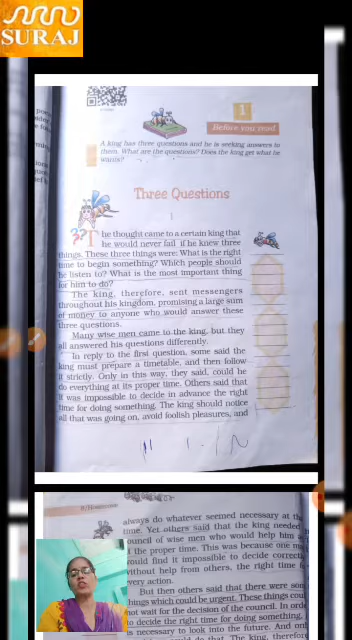 SURAJ
1
Before you read
A king has three questions and he is seeking answers to
them. What are the questions? Does the king get what he
wants?
Three Questions
I
The thought came to a certain king that
he would never fail if he knew three
things. These three things were: What is the right
time to begin something? Which people should
he listen to? What is the most important thing
for him to do?
The king, therefore, sent messengers
throughout his kingdom, promising a large sum
of money to anyone who would answer these
three questions.
Many wise men came to the king, but they
all answered his questions differently.
In reply to the first question, some said the
king must prepare a timetable, and then follow
it strictly. Only in this way, they said, could he
do everything at its proper time. Others said that
it was impossible to decide in advance the right
time for doing something. The king should notice
all that was going on, avoid foolish pleasures, and
always do whatever seemed necessary at the
time. Yet others said that the king needed
council of wise men who would help him
the proper time. This was because one
would find it impossible to decide correct
without help from others, the right time
every action.
But then others said that there were som
things which could be urgent. These things cou
not wait for the decision of the council. In ord
to decide the right time for doing something,
is necessary to look into the future. And on
do that. The king, therefore